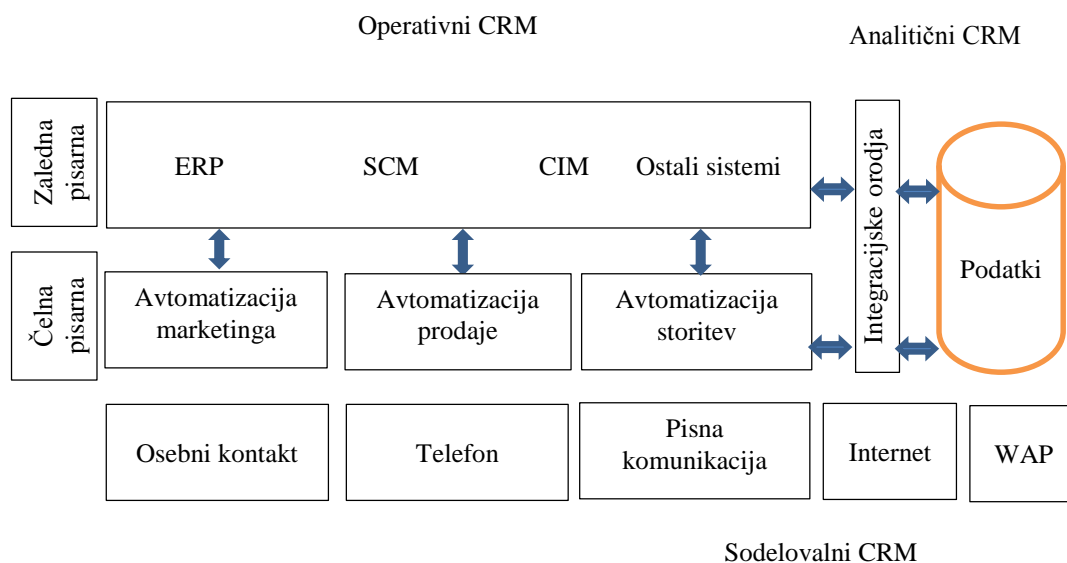 Operativni CRM
Analitični CRM
Zaledna
pisarna
ERP
SCM
CIM
Ostali sistemi
Integracijske orodja
Podatki
Čelna
pisarna
Avtomatizacija
marketinga
Avtomatizacija
prodaje
Avtomatizacija
storitev
Osebni kontakt
Telefon
Pisna
komunikacija
Internet
WAP
Sodelovalni CRM